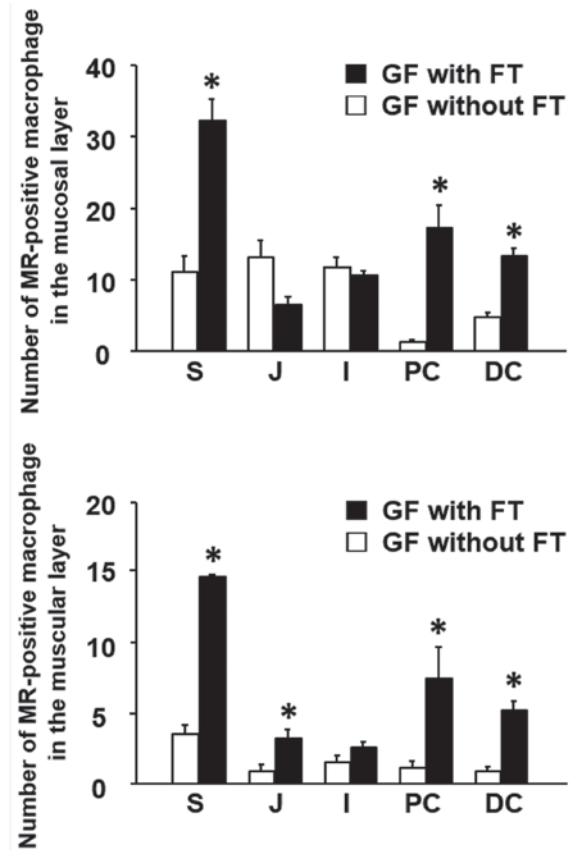 Number of MR-positive macrophage
in the mucosal layer
40
30
20
10
0
GF with FT
GF without FT
*
*
*
S J I PC DC
Number of MR-positive macrophage
in the muscular layer
20
15
10
5
0
GF with FT
GF without FT
*
*
*
*
S J I PC DC